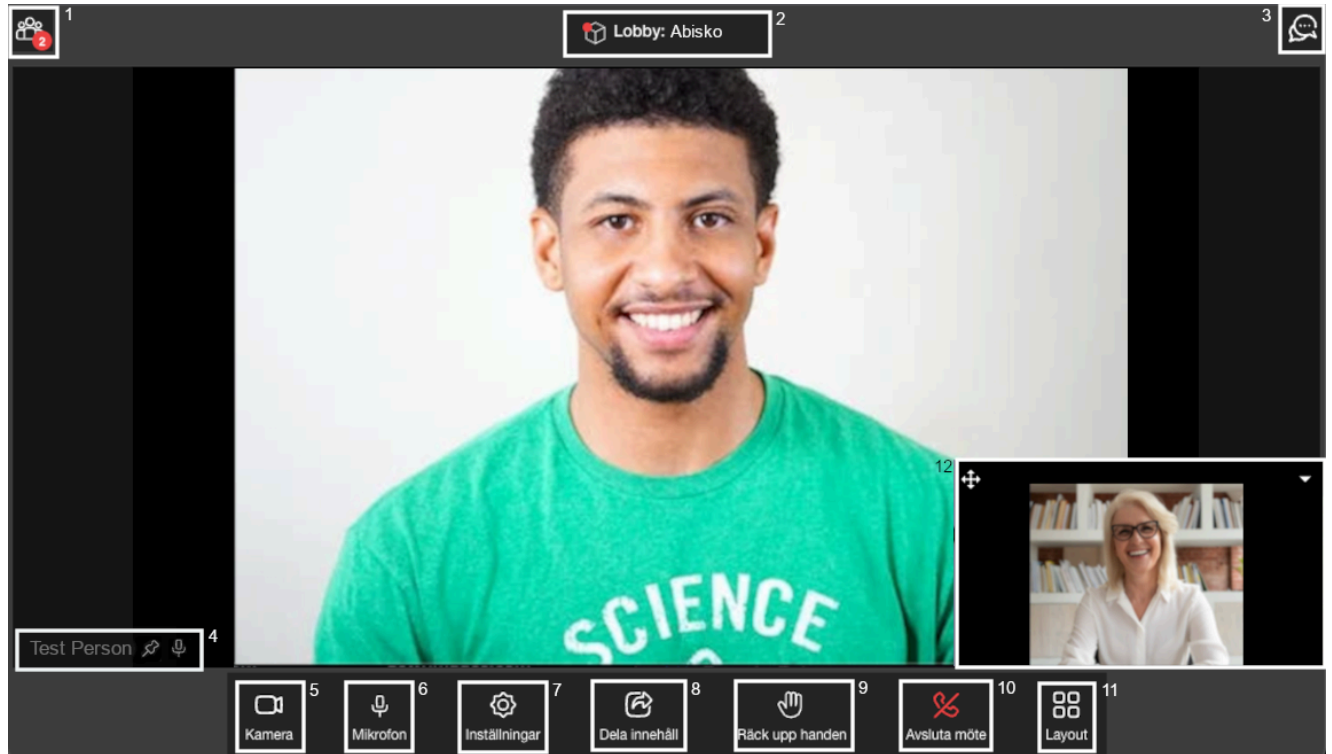 1
2
2
Lobby: Abisko
3
SCIENCE
12
Test Person
4
5
6
7
8
9
10
11
Kamera
Mikrofon
Inställningar
Dela innehåll
Räck upp handen
Avsluta möte
Layout